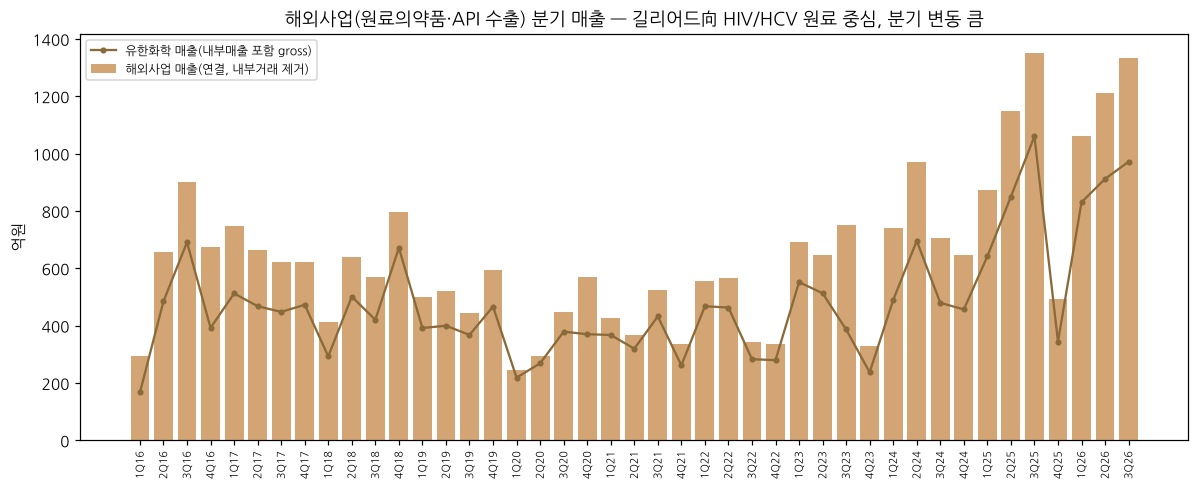 해외사업(원료의약품·API 수출) 분기 매출 — 길리어드向 HIV/HCV 원료 중심, 분기 변동 큼
유한화학 매출(내부매출 포함 gross)
해외사업 매출(연결, 내부거래 제거)
억원
1400
1200
1000
800
600
400
200
0
1Q16
2Q16
3Q16
4Q16
1Q17
2Q17
3Q17
4Q17
1Q18
2Q18
3Q18
4Q18
1Q19
2Q19
3Q19
4Q19
1Q20
2Q20
3Q20
4Q20
1Q21
2Q21
3Q21
4Q21
1Q22
2Q22
3Q22
4Q22
1Q23
2Q23
3Q23
4Q23
1Q24
2Q24
3Q24
4Q24
1Q25
2Q25
3Q25
4Q25
1Q26
2Q26
3Q26